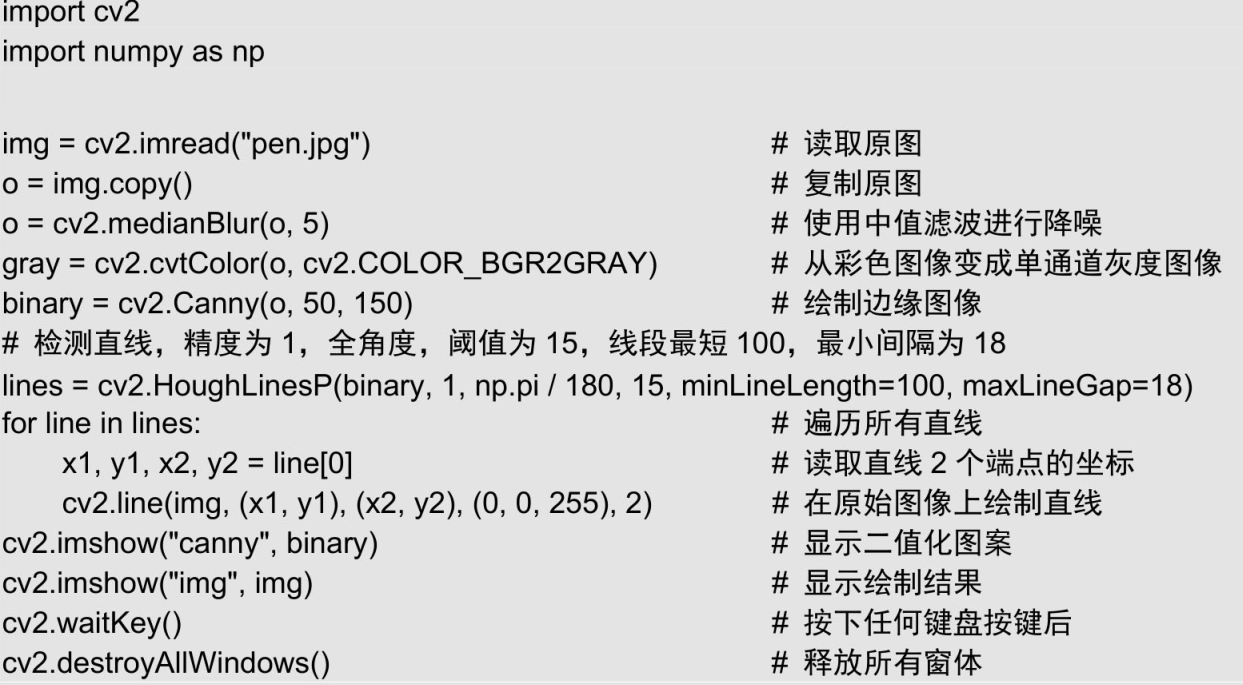 import cv2
import numpy as np
img = cv2.imread("pen.jpg") # 读取原图
o = img.copy() # 复制原图
o = cv2.medianBlur(o, 5) # 使用中值滤波进行降噪
gray = cv2.cvtColor(o, cv2.COLOR_BGR2GRAY) # 从彩色图像变成单通道灰度图像
binary = cv2.Canny(o, 50, 150) # 绘制边缘图像
# 检测直线，精度为 1，全角度，阈值为 15，线段最短 100，最小间隔为 18
lines = cv2.HoughLinesP(binary, 1, np.pi / 180, 15, minLineLength=100, maxLineGap=18)
for line in lines: # 遍历所有直线
    x1, y1, x2, y2 = line[0] # 读取直线 2 个端点的坐标
    cv2.line(img, (x1, y1), (x2, y2), (0, 0, 255), 2) # 在原始图像上绘制直线
cv2.imshow("canny", binary) # 显示二值化图案
cv2.imshow("img", img) # 显示绘制结果
cv2.waitKey() # 按下任何键盘按键后
cv2.destroyAllWindows() # 释放所有窗体